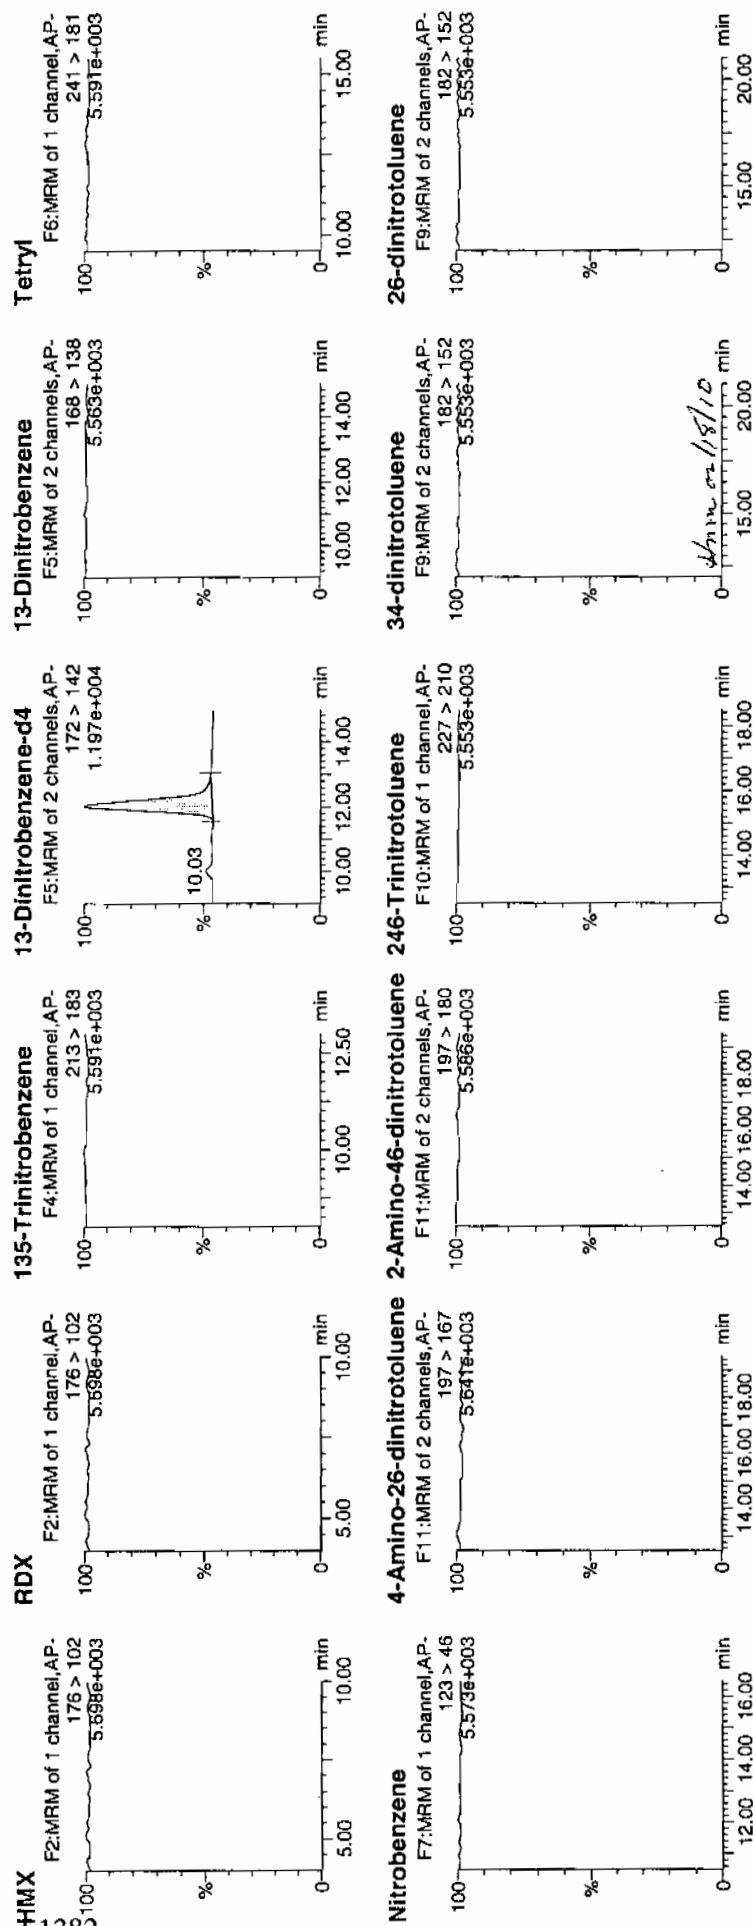 HMX
F2:MRM of 1 channel,AP-
176 > 102
5.698e+003
100
%
0
5.00
10.00
min
RDX
F2:MRM of 1 channel,AP-
176 > 102
5.698e+003
100
%
0
5.00
10.00
min
135-Trinitrobenzene
F4:MRM of 1 channel,AP-
213 > 183
5.591e+003
100
%
0
10.00
12.50
min
13-Dinitrobenzene-d4
F5:MRM of 2 channels,AP-
172 > 142
1.197e+004
100
10.03
%
0
10.00
12.00
14.00
min
13-Dinitrobenzene
F5:MRM of 2 channels,AP-
168 > 138
5.563e+003
100
%
0
10.00
12.00
14.00
min
Tetryl
F6:MRM of 1 channel,AP-
241 > 181
5.591e+003
100
%
0
10.00
15.00
min
Nitrobenzene
F7:MRM of 1 channel,AP-
123 > 46
5.573e+003
100
%
0
12.00
14.00
16.00
min
4-Amino-26-dinitrotoluene
F11:MRM of 2 channels,AP-
197 > 167
5.641e+003
100
%
0
14.00
16.00
18.00
min
2-Amino-46-dinitrotoluene
F11:MRM of 2 channels,AP-
197 > 180
5.586e+003
100
%
0
14.00
16.00
18.00
min
246-Trinitrotoluene
F10:MRM of 1 channel,AP-
227 > 210
5.553e+003
100
%
0
14.00
16.00
18.00
min
34-dinitrotoluene
F9:MRM of 2 channels,AP-
182 > 152
5.553e+003
100
%
0
15.00
20.00
min
26-dinitrotoluene
F9:MRM of 2 channels,AP-
182 > 152
5.553e+003
100
%
0
15.00
20.00
min